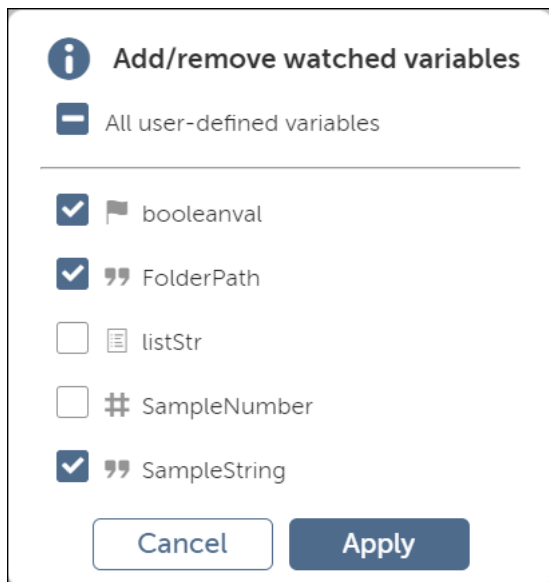 Add/remove watched variables
All user-defined variables
booleanval
FolderPath
listStr
SampleNumber
SampleString
Cancel Apply